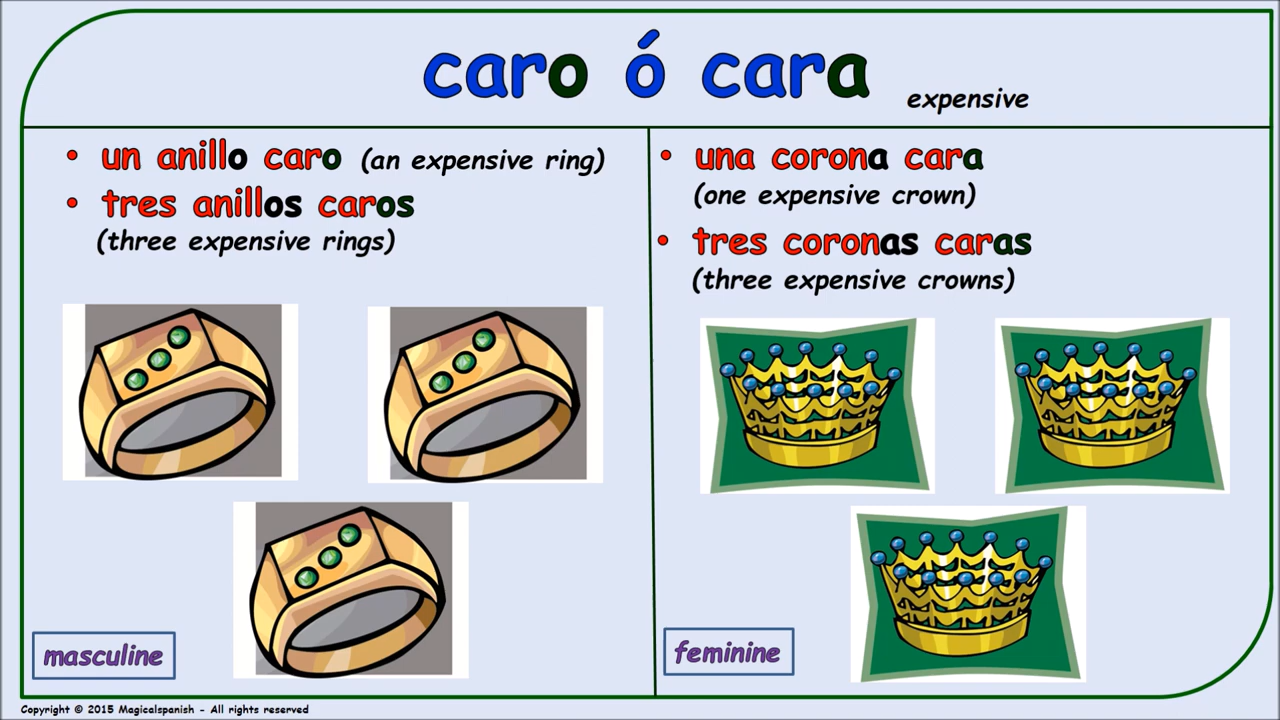 caro ó cara expensive
• un anillo caro (an expensive ring)
• tres anillos caros
(three expensive rings)
masculine
• una corona cara
(one expensive crown)
• tres coronas caras
(three expensive crowns)
feminine
Copyright © 2015 Magicalspanish - All rights reserved